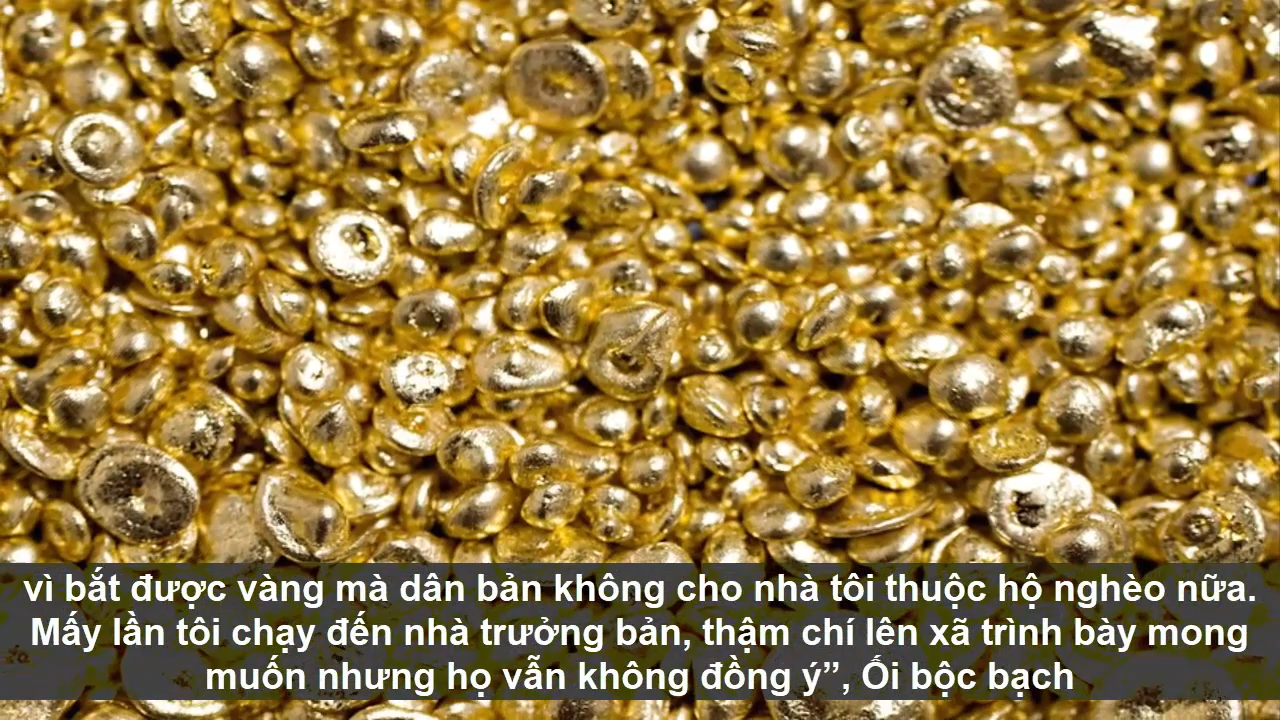 vì bắt được vàng mà dân bản không cho nhà tôi thuộc hộ nghèo nữa.
Mấy lần tôi chạy đến nhà trưởng bản, thậm chí lên xã trình bày mong
muốn nhưng họ vẫn không đồng ý”, Ối bộc bạch